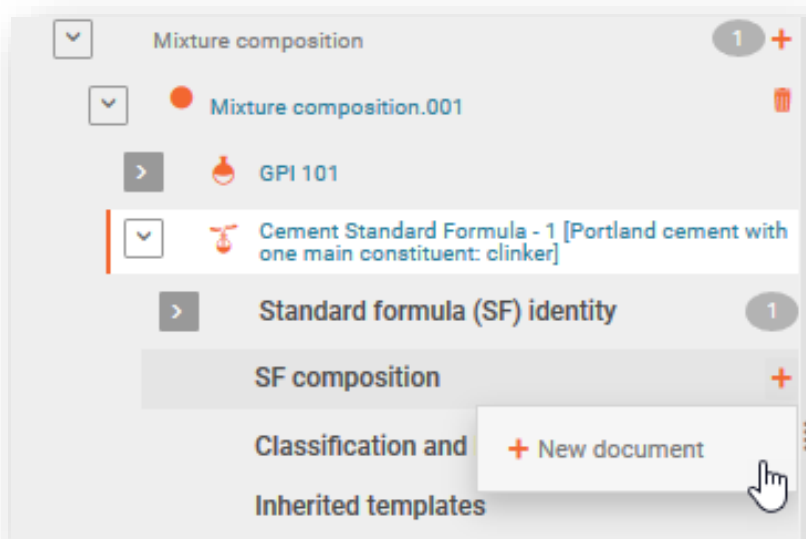 Mixture composition 1
Mixture composition.001
GPI 101
Cement Standard Formula - 1 [Portland cement with
one main constituent: clinker]
Standard formula (SF) identity 1
SF composition
Classification and
New document
Inherited templates